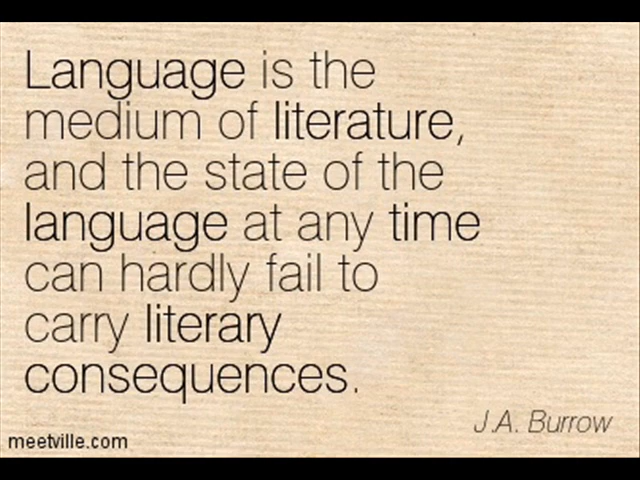 Language is the
medium of literature,
and the state of the
language at any time
can hardly fail to
carry literary
consequences.
J.A. Burrow
meetville.com